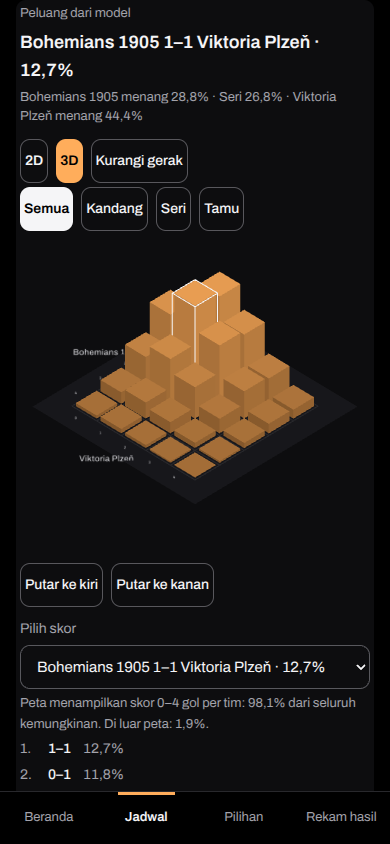 Peluang dari model
Bohemians 1905 1–1 Viktoria Plzeň ·
12,7%
Bohemians 1905 menang 28,8% · Seri 26,8% · Viktoria
Plzeň menang 44,4%
2D 3D Kurangi gerak
Semua Kandang Seri Tamu
Bohemians 1
Viktoria Plzeň
Putar ke kiri Putar ke kanan
Pilih skor
Bohemians 1905 1–1 Viktoria Plzeň · 12,7%
Peta menampilkan skor 0–4 gol per tim: 98,1% dari seluruh
kemungkinan. Di luar peta: 1,9%.
1. 1–1 12,7%
2. 0–1 11,8%
Beranda Jadwal Pilihan Rekam hasil